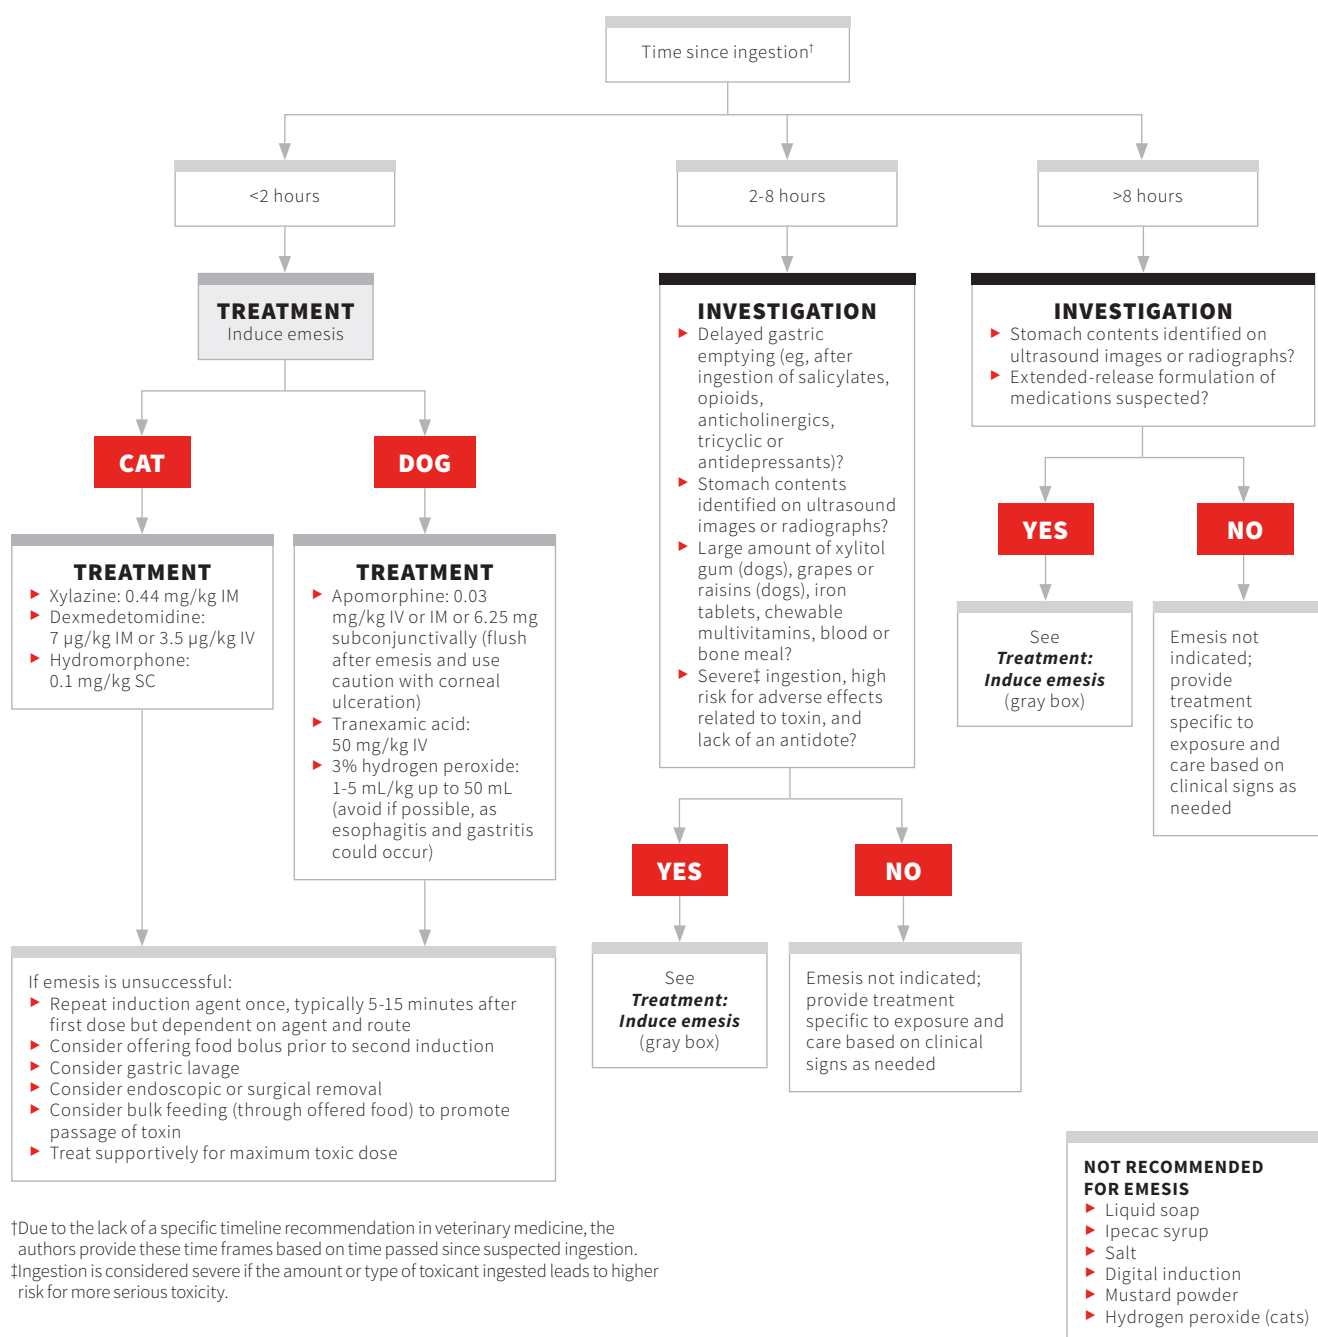 Time since ingestion†
<2 hours
2-8 hours
>8 hours
TREATMENT
Induce emesis
CAT
DOG
TREATMENT
Xylazine: 0.44 mg/kg IM
Dexmedetomidine:
7 µg/kg IM or 3.5 µg/kg IV
Hydromorphone:
0.1 mg/kg SC
TREATMENT
Apomorphine: 0.03
mg/kg IV or IM or 6.25 mg
subconjunctivally (flush
after emesis and use
caution with corneal
ulceration)
Tranexamic acid:
50 mg/kg IV
3% hydrogen peroxide:
1-5 mL/kg up to 50 mL
(avoid if possible, as
esophagitis and gastritis
could occur)
If emesis is unsuccessful:
Repeat induction agent once, typically 5-15 minutes after
first dose but dependent on agent and route
Consider offering food bolus prior to second induction
Consider gastric lavage
Consider endoscopic or surgical removal
Consider bulk feeding (through offered food) to promote
passage of toxin
Treat supportively for maximum toxic dose
INVESTIGATION
Delayed gastric
emptying (eg, after
ingestion of salicylates,
opioids,
anticholinergics,
tricyclic or
antidepressants)?
Stomach contents
identified on ultrasound
images or radiographs?
Large amount of xylitol
gum (dogs), grapes or
raisins (dogs), iron
tablets, chewable
multivitamins, blood or
bone meal?
Severe‡ ingestion, high
risk for adverse effects
related to toxin, and
lack of an antidote?
YES
NO
See
Treatment:
Induce emesis
(gray box)
Emesis not indicated;
provide treatment
specific to exposure and
care based on clinical
signs as needed
INVESTIGATION
Stomach contents identified on
ultrasound images or radiographs?
Extended-release formulation of
medications suspected?
YES
NO
See
Treatment:
Induce emesis
(gray box)
Emesis not
indicated;
provide
treatment
specific to
exposure and
care based on
clinical signs as
needed
NOT RECOMMENDED
FOR EMESIS
Liquid soap
Ipecac syrup
Salt
Digital induction
Mustard powder
Hydrogen peroxide (cats)
†Due to the lack of a specific timeline recommendation in veterinary medicine, the
authors provide these time frames based on time passed since suspected ingestion.
‡Ingestion is considered severe if the amount or type of toxicant ingested leads to higher
risk for more serious toxicity.